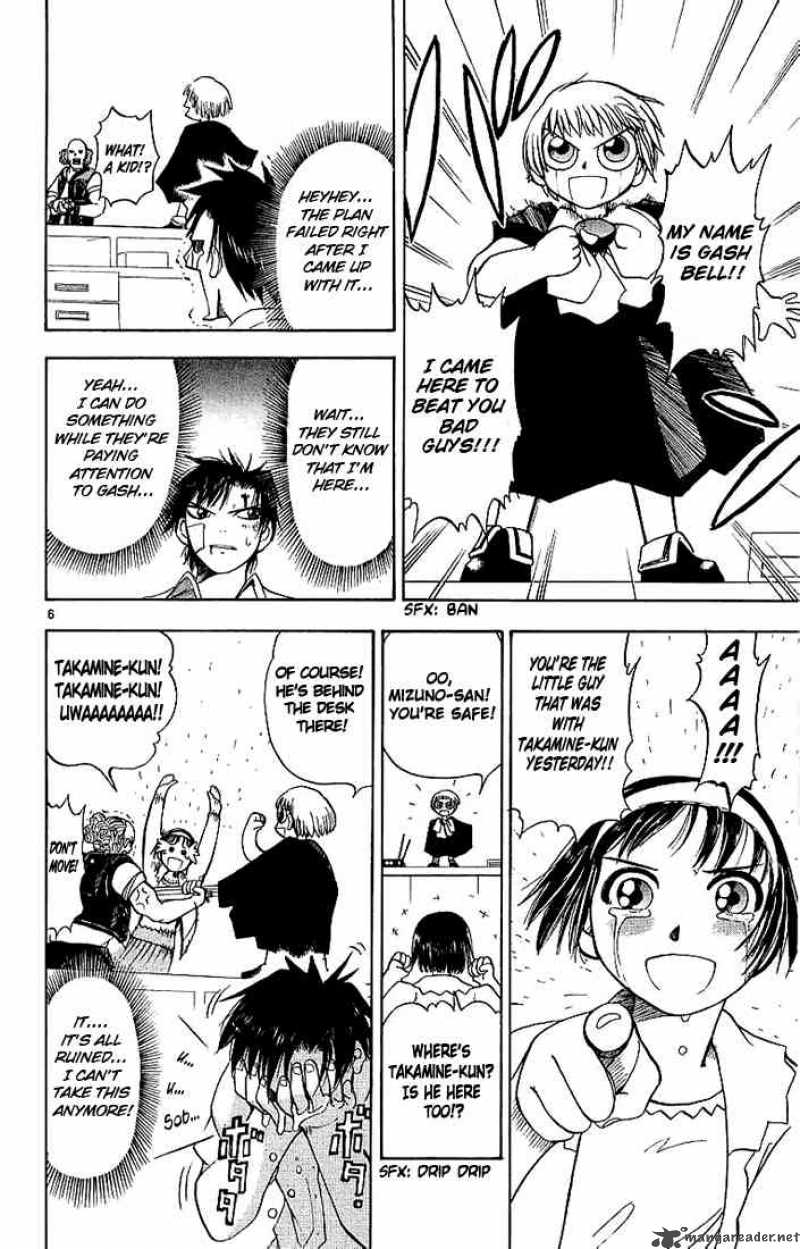 MY NAME
IS GASH
BELL!!
I CAME
HERE TO
BEAT YOU
BAD
GUYS!!!
SFX: BAN
WHAT!
A KID!?
HEYHEY...
THE PLAN
FAILED RIGHT
AFTER I
CAME UP
WITH IT...
WAIT...
THEY STILL
DON'T KNOW
THAT I'M
HERE...
YEAH...
I CAN DO
SOMETHING
WHILE THEY'RE
PAYING
ATTENTION
TO GASH...
6
A
A
A
A
!!!
YOU'RE THE
LITTLE GUY
THAT WAS
WITH
TAKAMINE-KUN
YESTERDAY!!
OO,
MIZUNO-SAN!
YOU'RE SAFE!
WHERE'S
TAKAMINE-KUN?
IS HE HERE
TOO!?
SFX: DRIP DRIP
OF COURSE!
HE'S BEHIND
THE DESK
THERE!
TAKAMINE-KUN!
TAKAMINE-KUN!
UWAAAAAAAA!!
DON'T
MOVE!
IT....
IT'S ALL
RUINED...
I CAN'T
TAKE THIS
ANYMORE!
U...
U...
Sob...
ボタタ
ボタ
mangareader.net